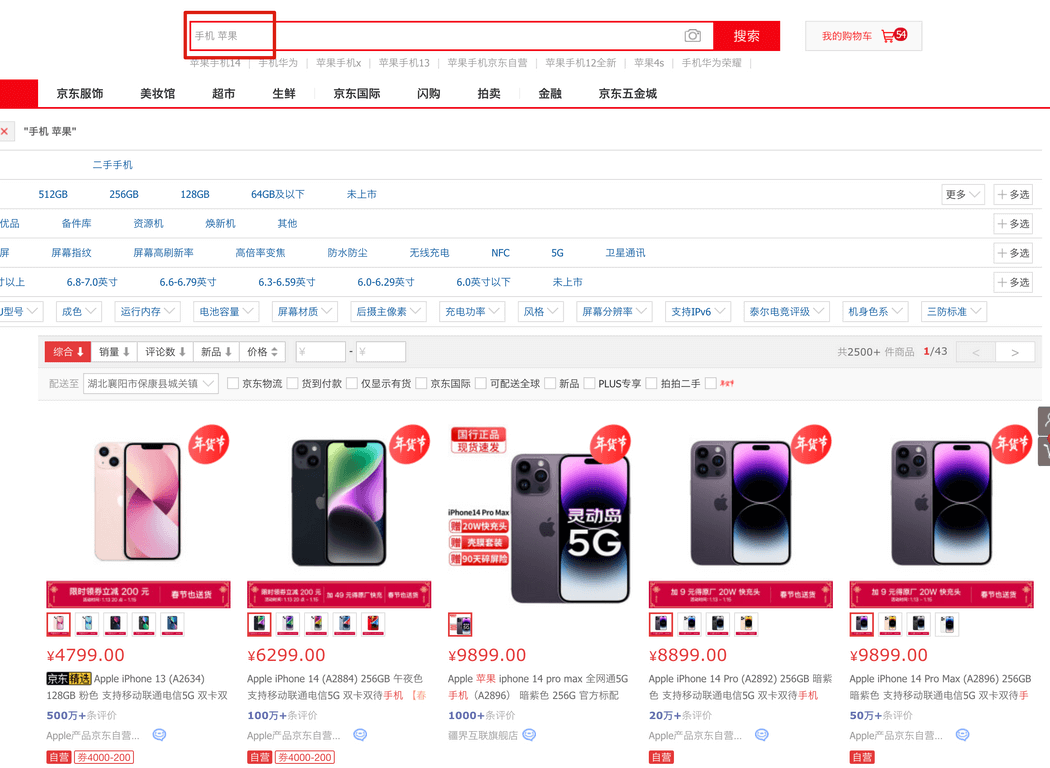 手机 苹果
搜索
我的购物车 54
苹果手机14 | 手机华为 | 苹果手机x | 苹果手机13 | 苹果手机京东自营 | 苹果手机12全新 | 苹果4s | 手机华为荣耀 |
京东服饰 美妆馆 超市 生鲜 京东国际 闪购 拍卖 金融 京东五金城
"手机 苹果"
二手手机
512GB 256GB 128GB 64GB及以下 未上市 更多 多选
优品 备件库 资源机 焕新机 其他 多选
屏 屏幕指纹 屏幕高刷新率 高倍率变焦 防水防尘 无线充电 NFC 5G 卫星通讯 多选
寸以上 6.8-7.0英寸 6.6-6.79英寸 6.3-6.59英寸 6.0-6.29英寸 6.0英寸以下 未上市 多选
U型号 成色 运行内存 电池容量 屏幕材质 后摄主像素 充电功率 风格 屏幕分辨率 支持IPv6 泰尔电竞评级 机身色系 三防标准
综合 销量 评论数 新品 价格 ¥ - ¥ 共2500+ 件商品 1/43 < >
配送至 湖北襄阳市保康县城关镇 京东物流 货到付款 仅显示有货 京东国际 可配送全球 新品 PLUS专享 拍拍二手 年货节
年货节 年货节 年货节 年货节 年货节
国行正品
现货速发
iPhone14 Pro Max
赠 20W快充头
赠 壳膜套装
赠 90天碎屏险
灵动岛
5G
限时领券立减 200 元 春节也送货
限时领券立减 200 元 加 49 元得原厂快充 春节也送货
加 9 元得原厂 20W 快充头 春节也送货
加 9 元得原厂 20W 快充头 春节也送货
¥4799.00 ¥6299.00 ¥9899.00 ¥8899.00 ¥9899.00
京东精选 Apple iPhone 13 (A2634)
128GB 粉色 支持移动联通电信5G 双卡双
Apple iPhone 14 (A2884) 256GB 午夜色
支持移动联通电信5G 双卡双待手机 【春
Apple 苹果 iphone 14 pro max 全网通5G
手机（A2896） 暗紫色 256G 官方标配
Apple iPhone 14 Pro (A2892) 256GB 暗紫
色 支持移动联通电信5G 双卡双待手机
Apple iPhone 14 Pro Max (A2896) 256GB
暗紫色 支持移动联通电信5G 双卡双待手
500万+条评价 100万+条评价 1000+条评价 20万+条评价 50万+条评价
Apple产品京东自营... Apple产品京东自营... 疆界互联旗舰店 Apple产品京东自营... Apple产品京东自营...
自营 券4000-200 自营 券4000-200 自营 自营